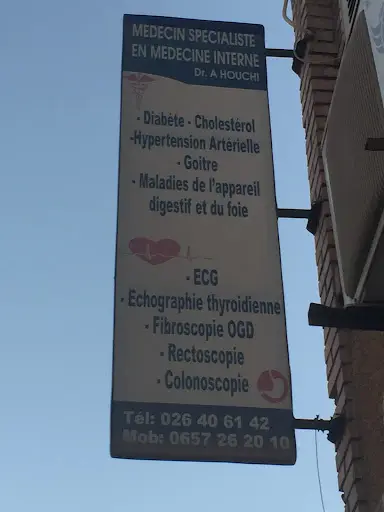 MEDECIN SPECIALISTE
EN MEDECINE INTERNE
Dr. A HOUCHI
- Diabète - Cholestérol
-Hypertension Artérielle
- Goitre
- Maladies de l'appareil
digestif et du foie
- ECG
- Echographie thyroidienne
- Fibroscopie OGD
- Rectoscopie
- Colonoscopie
Tél: 026 40 61 42
Mob: 0657 26 20 10